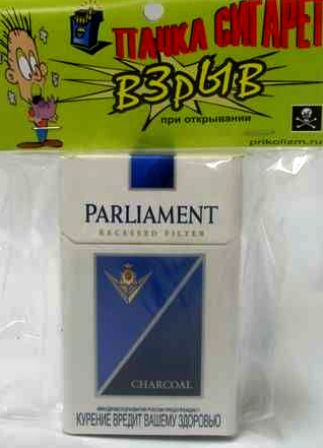 ПАЧКА СИГАРЕТ
ВЗРЫВ
при открывании
prikolizm.ru
PARLIAMENT
RECESSED FILTER
CHARCOAL
КУРЕНИЕ ВРЕДИТ ВАШЕМУ ЗДОРОВЬЮ